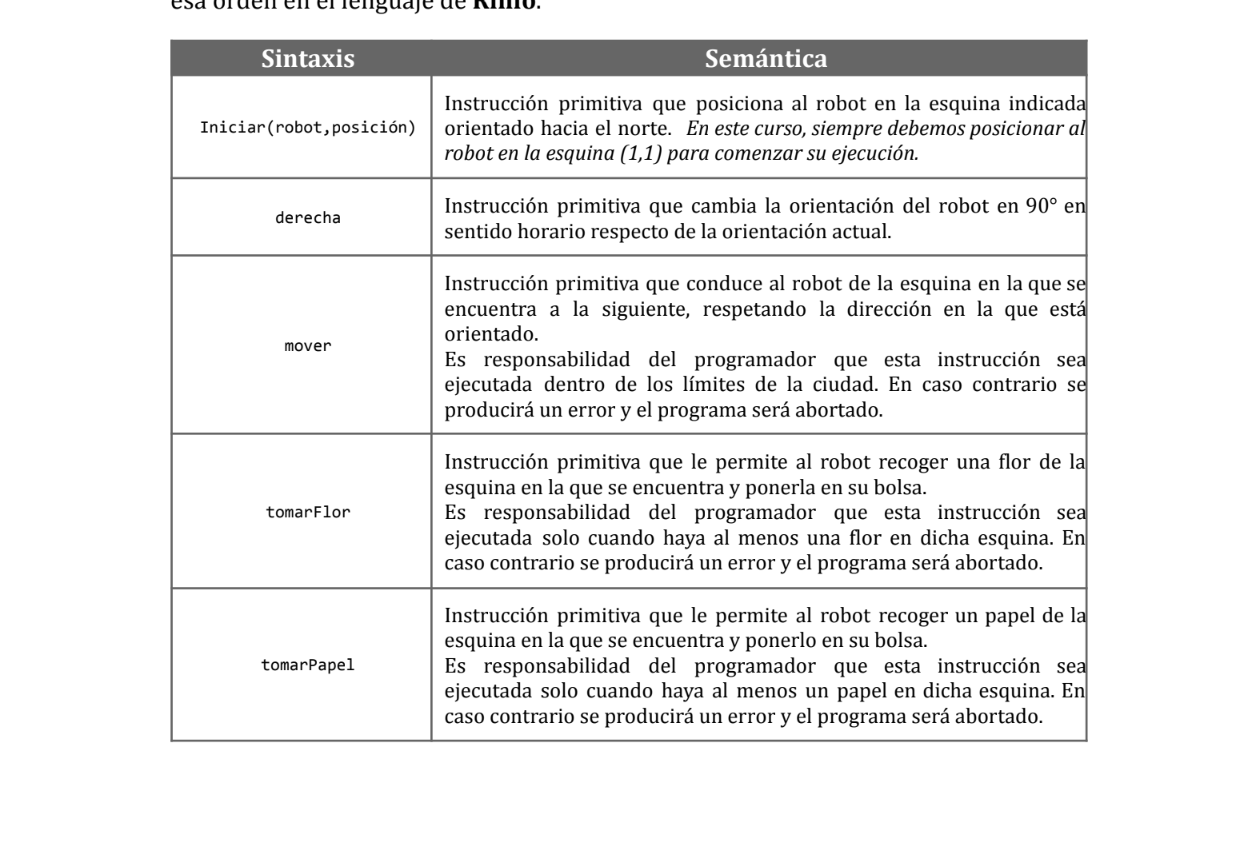 esa orden en el lenguaje de Rinfo.
Sintaxis
Semántica
Iniciar(robot,posición)
Instrucción primitiva que posiciona al robot en la esquina indicada
orientado hacia el norte. En este curso, siempre debemos posicionar al
robot en la esquina (1,1) para comenzar su ejecución.
derecha
Instrucción primitiva que cambia la orientación del robot en 90° en
sentido horario respecto de la orientación actual.
mover
Instrucción primitiva que conduce al robot de la esquina en la que se
encuentra a la siguiente, respetando la dirección en la que está
orientado.
Es responsabilidad del programador que esta instrucción sea
ejecutada dentro de los límites de la ciudad. En caso contrario se
producirá un error y el programa será abortado.
tomarFlor
Instrucción primitiva que le permite al robot recoger una flor de la
esquina en la que se encuentra y ponerla en su bolsa.
Es responsabilidad del programador que esta instrucción sea
ejecutada solo cuando haya al menos una flor en dicha esquina. En
caso contrario se producirá un error y el programa será abortado.
tomarPapel
Instrucción primitiva que le permite al robot recoger un papel de la
esquina en la que se encuentra y ponerlo en su bolsa.
Es responsabilidad del programador que esta instrucción sea
ejecutada solo cuando haya al menos un papel en dicha esquina. En
caso contrario se producirá un error y el programa será abortado.